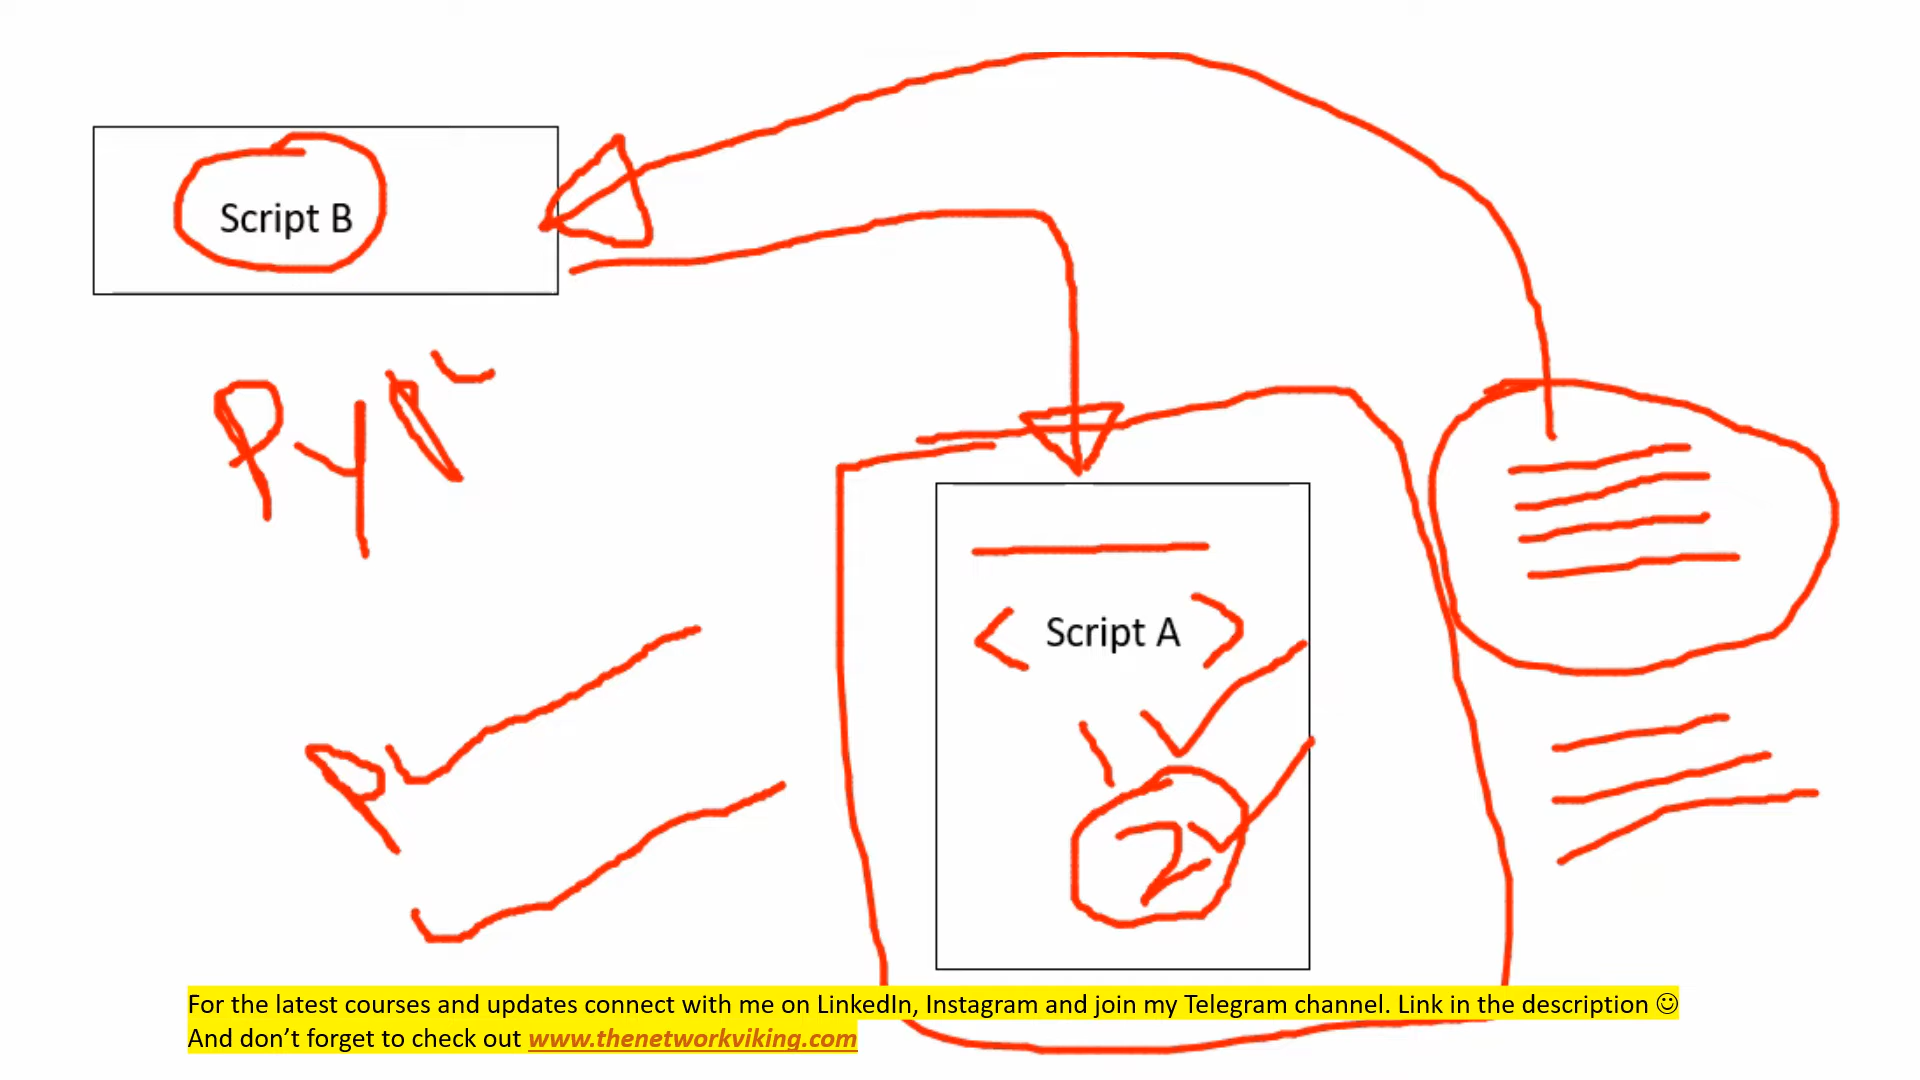 Script B
Script A
2
For the latest courses and updates connect with me on LinkedIn, Instagram and join my Telegram channel. Link in the description ☺
And don’t forget to check out www.thenetworkviking.com